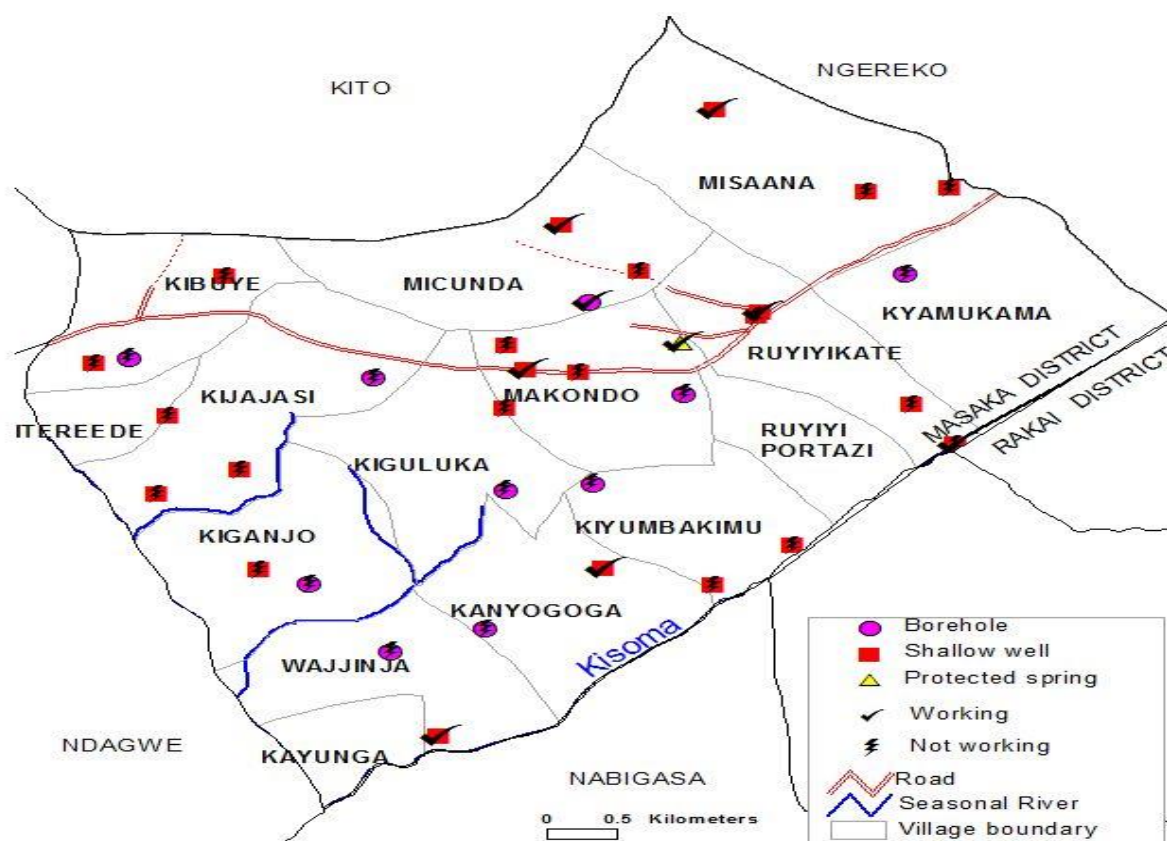 NGEREKO
KITO
MISAANA
KIBUYE
MICUNDA
KYAMUKAMA
RUYIYIKATE
MASAKA DISTRICT
RAKAI DISTRICT
KIJAJASI
MAKONDO
ITEREEDE
RUYIYI
PORTAZI
KIGULUKA
KIGANJO
KIYUMBAKIMU
KANYOGOGA
Kisoma
WAJJINJA
NDAGWE
KAYUNGA
NABIGASA
0 0.5 Kilometers
Borehole
Shallow well
Protected spring
Working
Not working
Road
Seasonal River
Village boundary